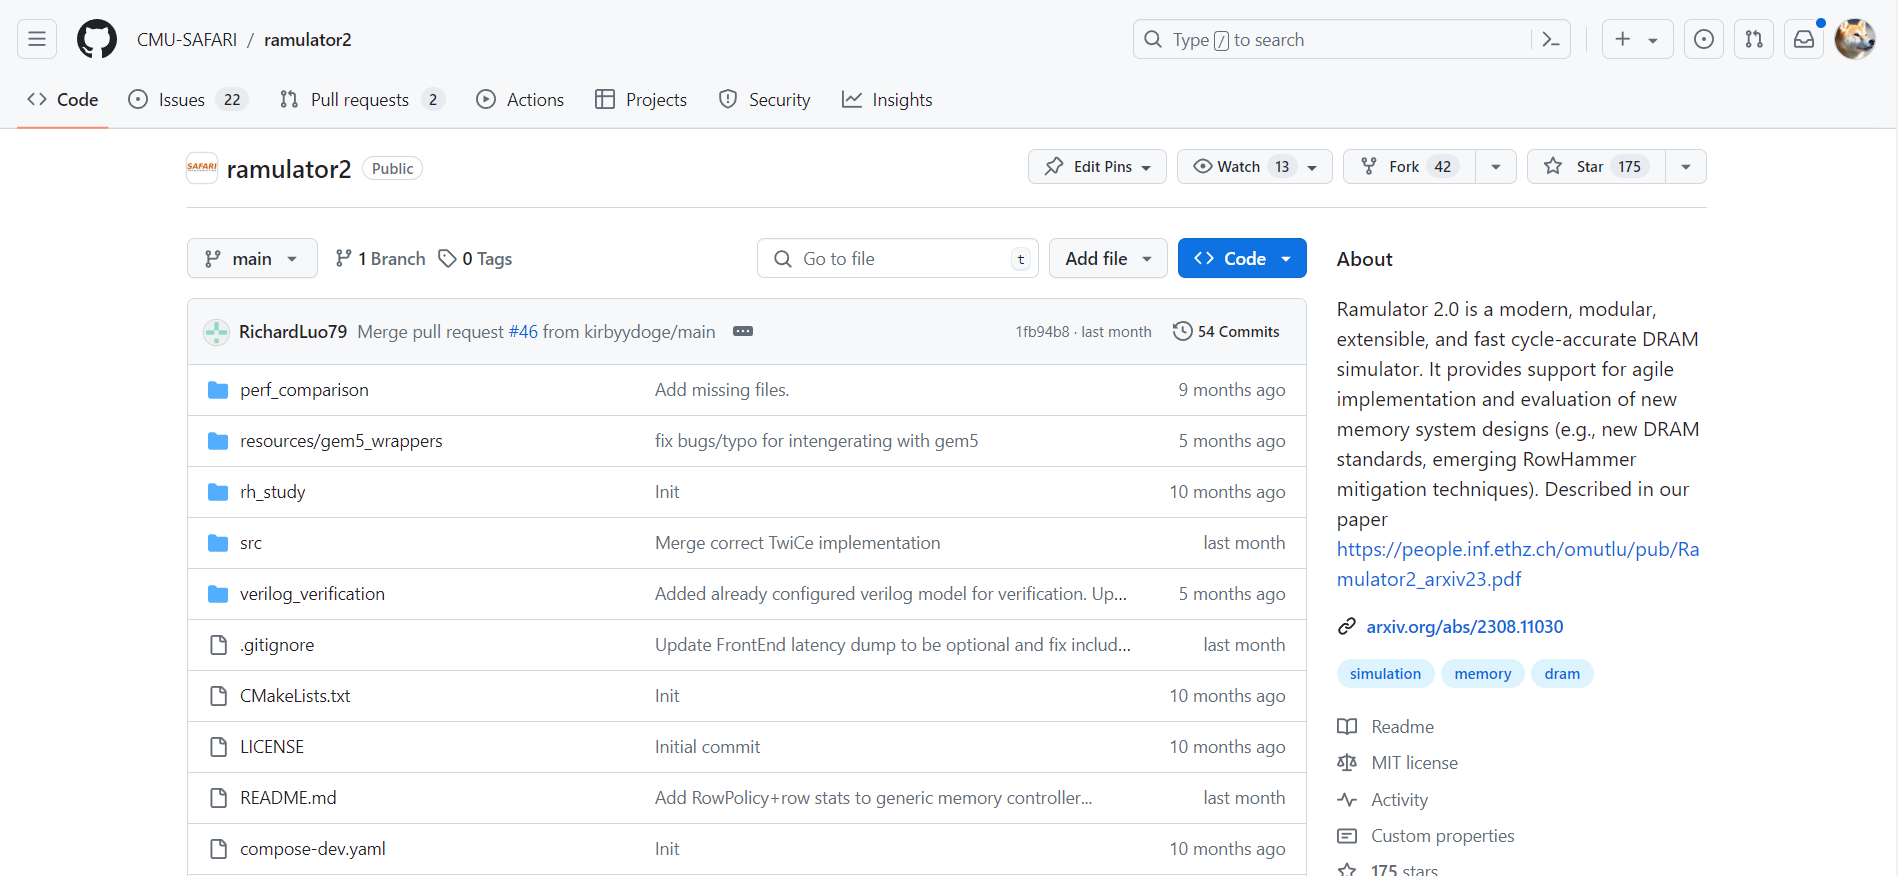 CMU-SAFARI / ramulator2
Type / to search
Code
Issues 22
Pull requests 2
Actions
Projects
Security
Insights
SAFARI
ramulator2 Public
Edit Pins
Watch 13
Fork 42
Star 175
main
1 Branch
0 Tags
Go to file t
Add file
Code
RichardLuo79 Merge pull request #46 from kirbyydoge/main
1fb94b8 · last month
54 Commits
perf_comparison Add missing files. 9 months ago
resources/gem5_wrappers fix bugs/typo for intengerating with gem5 5 months ago
rh_study Init 10 months ago
src Merge correct TwiCe implementation last month
verilog_verification Added already configured verilog model for verification. Up... 5 months ago
.gitignore Update FrontEnd latency dump to be optional and fix includ... last month
CMakeLists.txt Init 10 months ago
LICENSE Initial commit 10 months ago
README.md Add RowPolicy+row stats to generic memory controller... last month
compose-dev.yaml Init 10 months ago
About
Ramulator 2.0 is a modern, modular,
extensible, and fast cycle-accurate DRAM
simulator. It provides support for agile
implementation and evaluation of new
memory system designs (e.g., new DRAM
standards, emerging RowHammer
mitigation techniques). Described in our
paper
https://people.inf.ethz.ch/omutlu/pub/Ra
mulator2_arxiv23.pdf
arxiv.org/abs/2308.11030
simulation memory dram
Readme
MIT license
Activity
Custom properties
175 stars